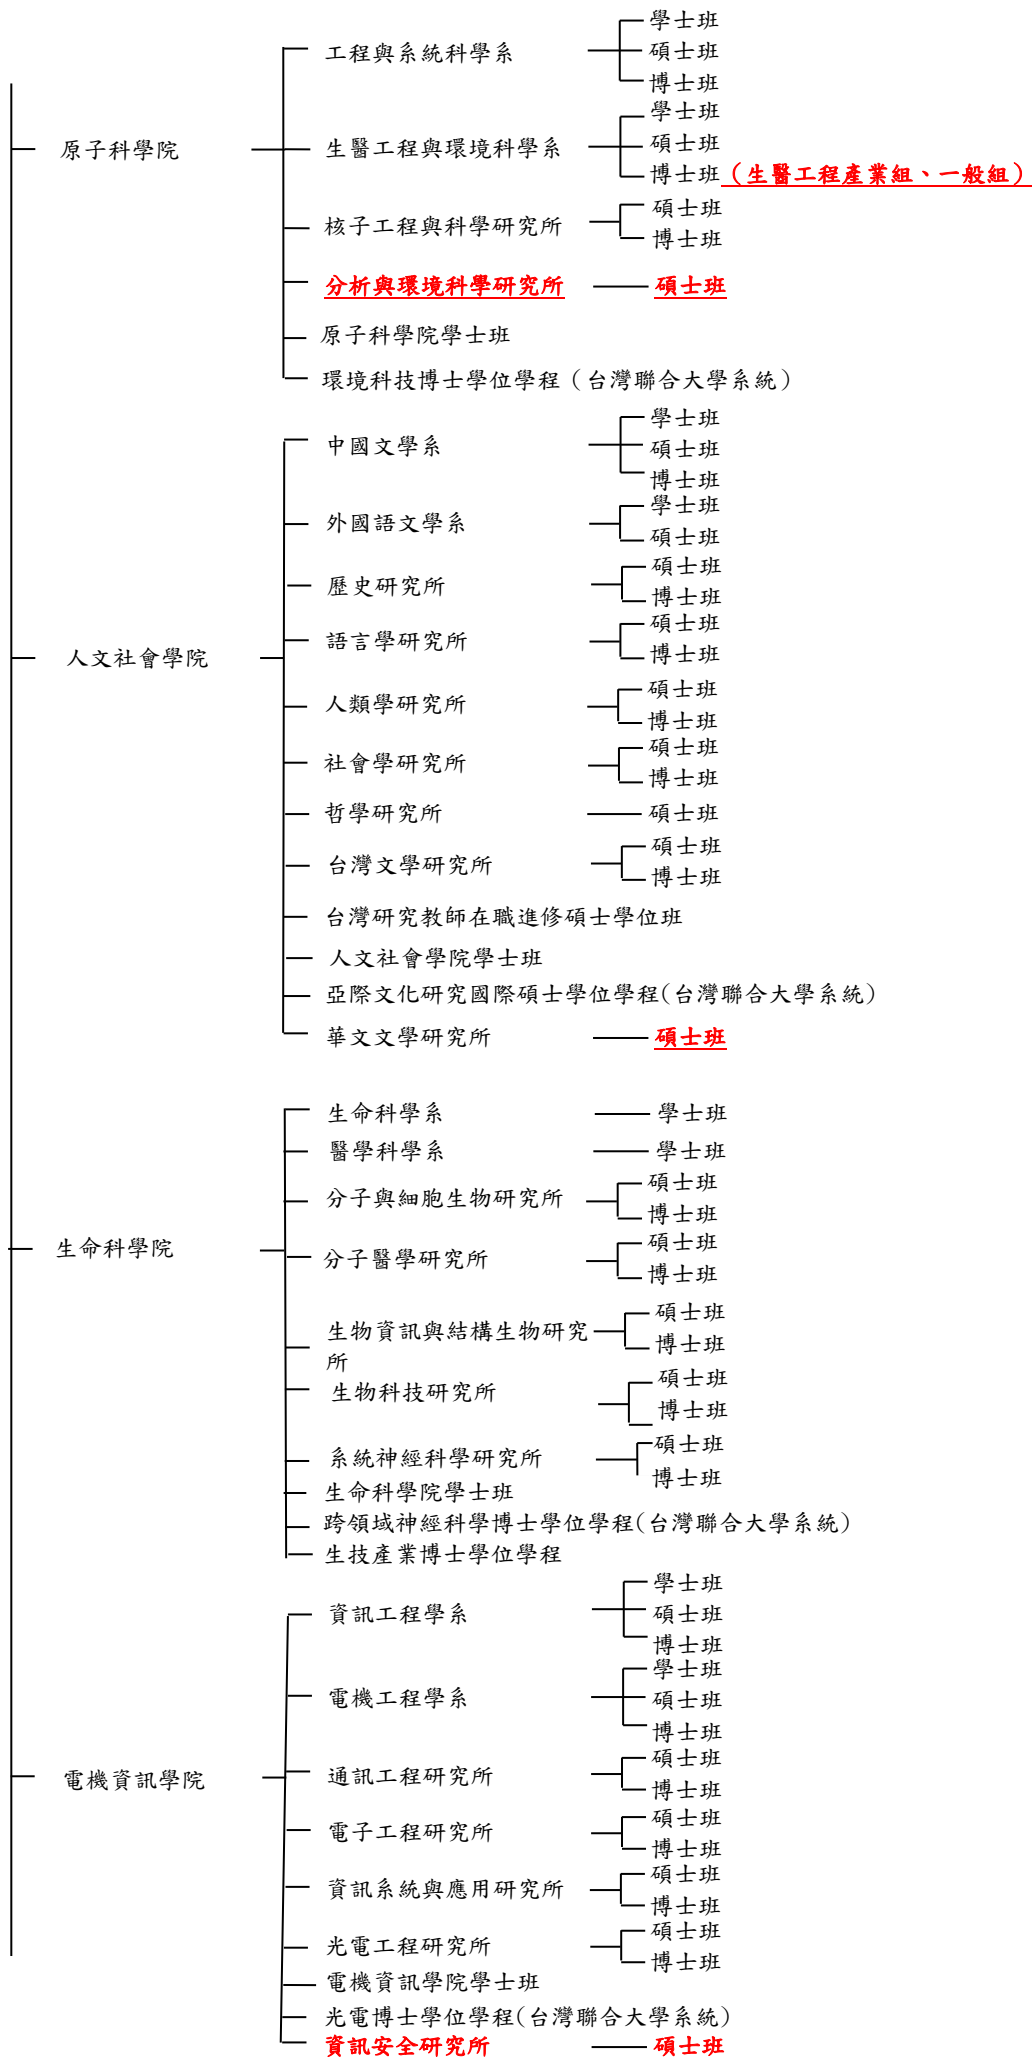 原子科學院
工程與系統科學系
學士班
碩士班
博士班
生醫工程與環境科學系
學士班
碩士班
博士班(生醫工程產業組、一般組)
核子工程與科學研究所
碩士班
博士班
分析與環境科學研究所
碩士班
原子科學院學士班
環境科技博士學位學程(台灣聯合大學系統)
人文社會學院
中國文學系
學士班
碩士班
博士班
外國語文學系
學士班
碩士班
歷史研究所
碩士班
博士班
語言學研究所
碩士班
博士班
人類學研究所
碩士班
博士班
社會學研究所
碩士班
博士班
哲學研究所
碩士班
台灣文學研究所
碩士班
博士班
台灣研究教師在職進修碩士學位班
人文社會學院學士班
亞際文化研究國際碩士學位學程(台灣聯合大學系統)
華文文學研究所
碩士班
生命科學院
生命科學系
學士班
醫學科學系
學士班
分子與細胞生物研究所
碩士班
博士班
分子醫學研究所
碩士班
博士班
生物資訊與結構生物研究
所
碩士班
博士班
生物科技研究所
碩士班
博士班
系統神經科學研究所
碩士班
博士班
生命科學院學士班
跨領域神經科學博士學位學程(台灣聯合大學系統)
生技產業博士學位學程
電機資訊學院
資訊工程學系
學士班
碩士班
博士班
電機工程學系
學士班
碩士班
博士班
通訊工程研究所
碩士班
博士班
電子工程研究所
碩士班
博士班
資訊系統與應用研究所
碩士班
博士班
光電工程研究所
碩士班
博士班
電機資訊學院學士班
光電博士學位學程(台灣聯合大學系統)
資訊安全研究所
碩士班